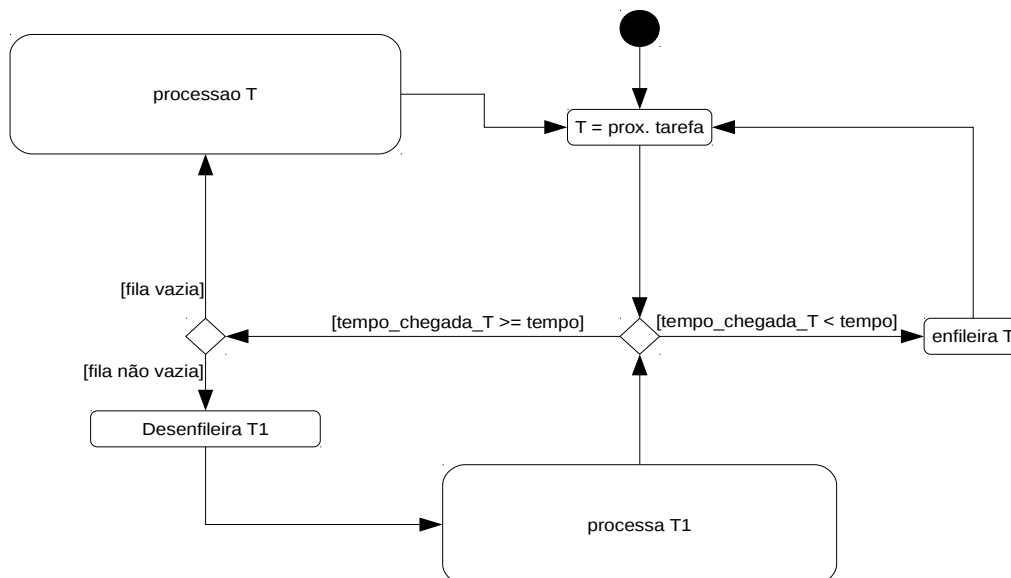 processao T
T = prox. tarefa
[fila vazia]
[tempo_chegada_T >= tempo]
[tempo_chegada_T < tempo]
enfileira T
[fila não vazia]
Desenfileira T1
processa T1